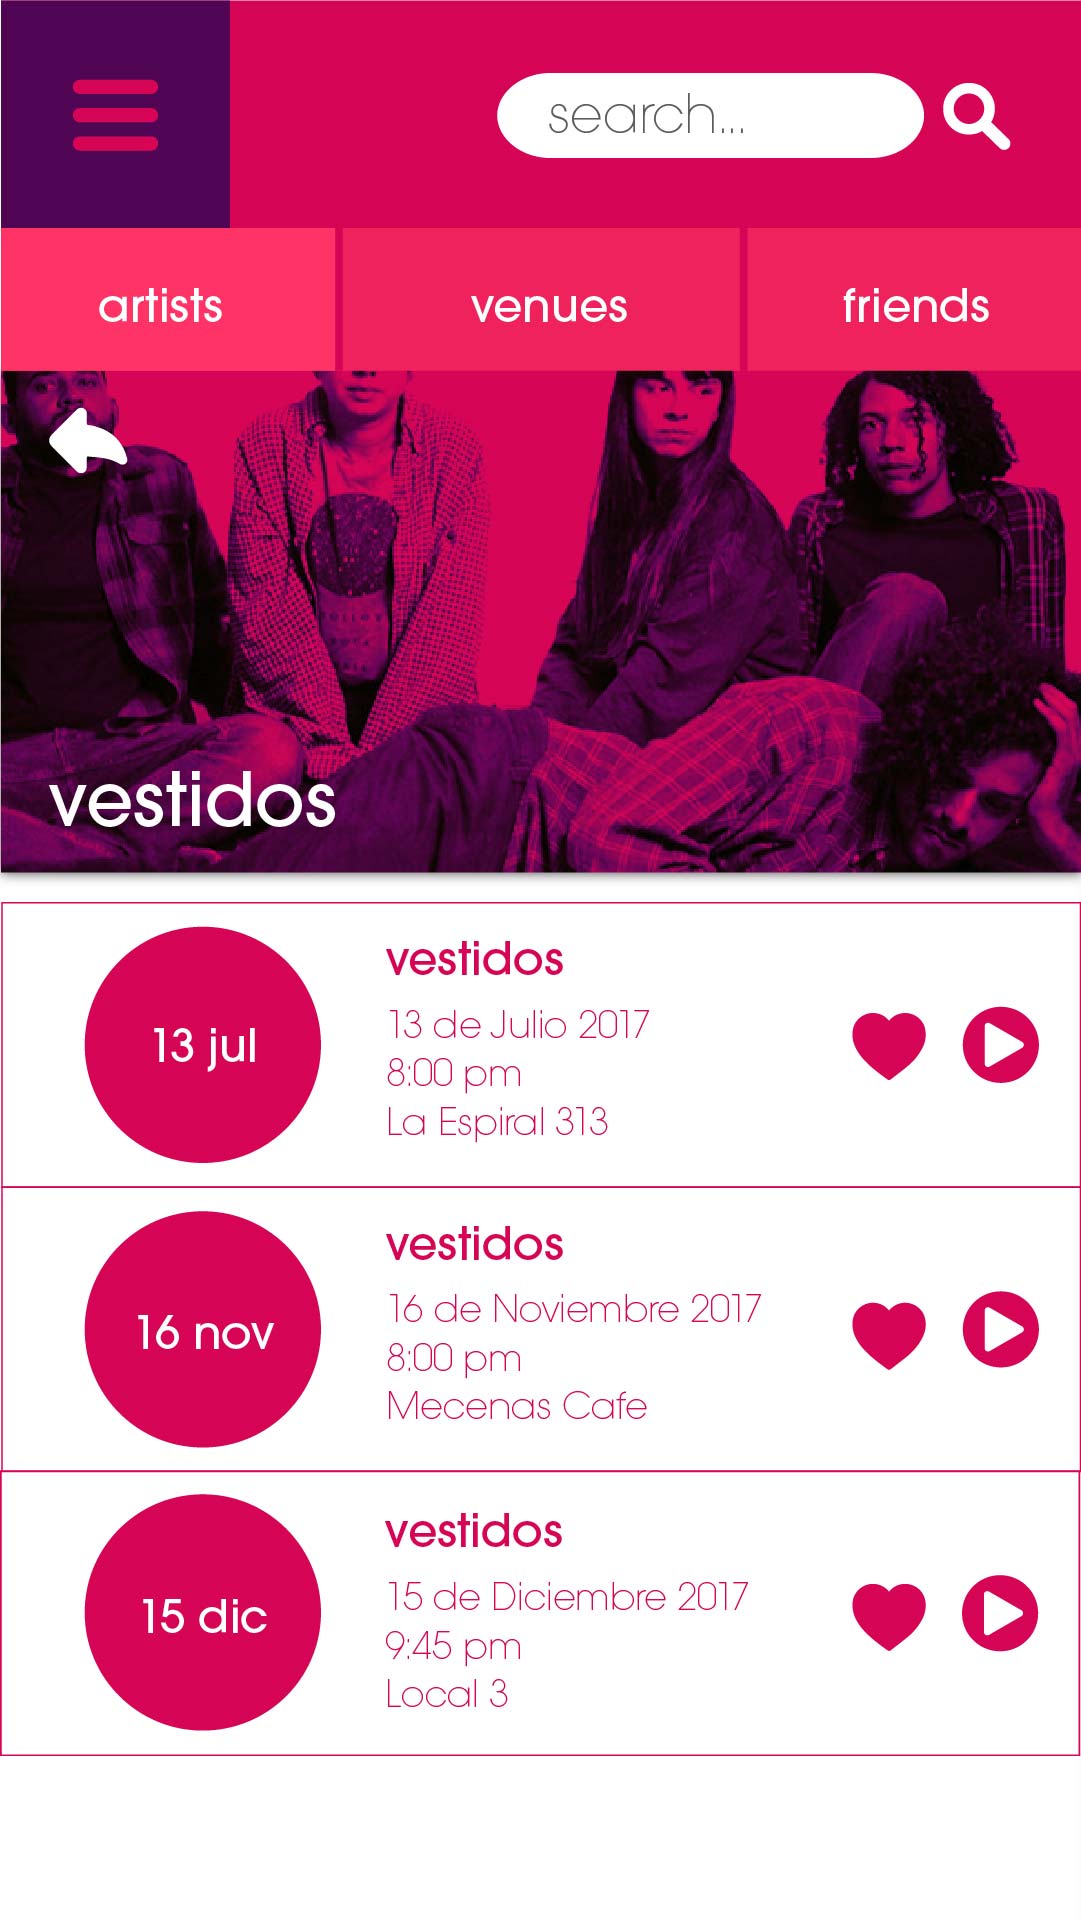 search...
artists
venues
friends
vestidos
13 jul
vestidos
13 de Julio 2017
8:00 pm
La Espiral 313
16 nov
vestidos
16 de Noviembre 2017
8:00 pm
Mecenas Cafe
15 dic
vestidos
15 de Diciembre 2017
9:45 pm
Local 3